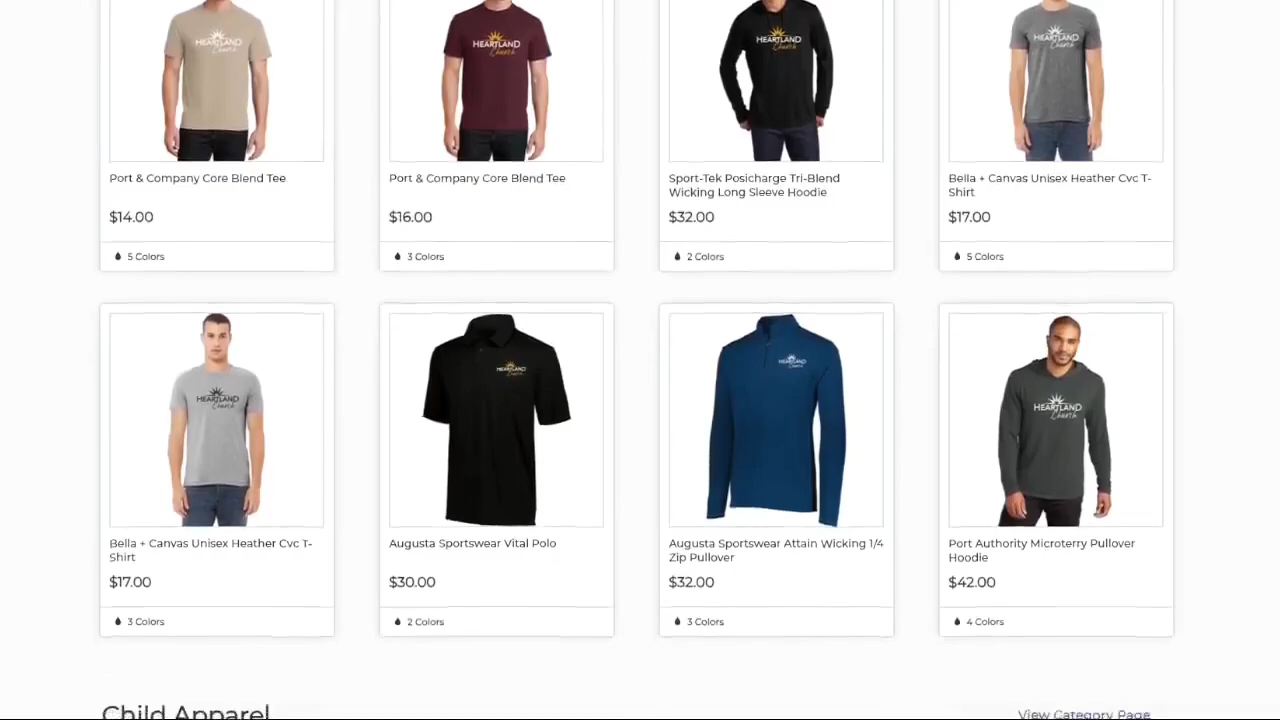 HEARTLAND
Church
HEARTLAND
Church
HEARTLAND
Church
HEARTLAND
Church
Port & Company Core Blend Tee
$14.00
5 Colors
Port & Company Core Blend Tee
$16.00
3 Colors
Sport-Tek Posicharge Tri-Blend
Wicking Long Sleeve Hoodie
$32.00
2 Colors
Bella + Canvas Unisex Heather Cvc T-
Shirt
$17.00
5 Colors
HEARTLAND
Church
HEARTLAND
Church
HEARTLAND
Church
HEARTLAND
Church
Bella + Canvas Unisex Heather Cvc T-
Shirt
$17.00
3 Colors
Augusta Sportswear Vital Polo
$30.00
2 Colors
Augusta Sportswear Attain Wicking 1/4
Zip Pullover
$32.00
3 Colors
Port Authority Microterry Pullover
Hoodie
$42.00
4 Colors
Child Apparel
View Category Page